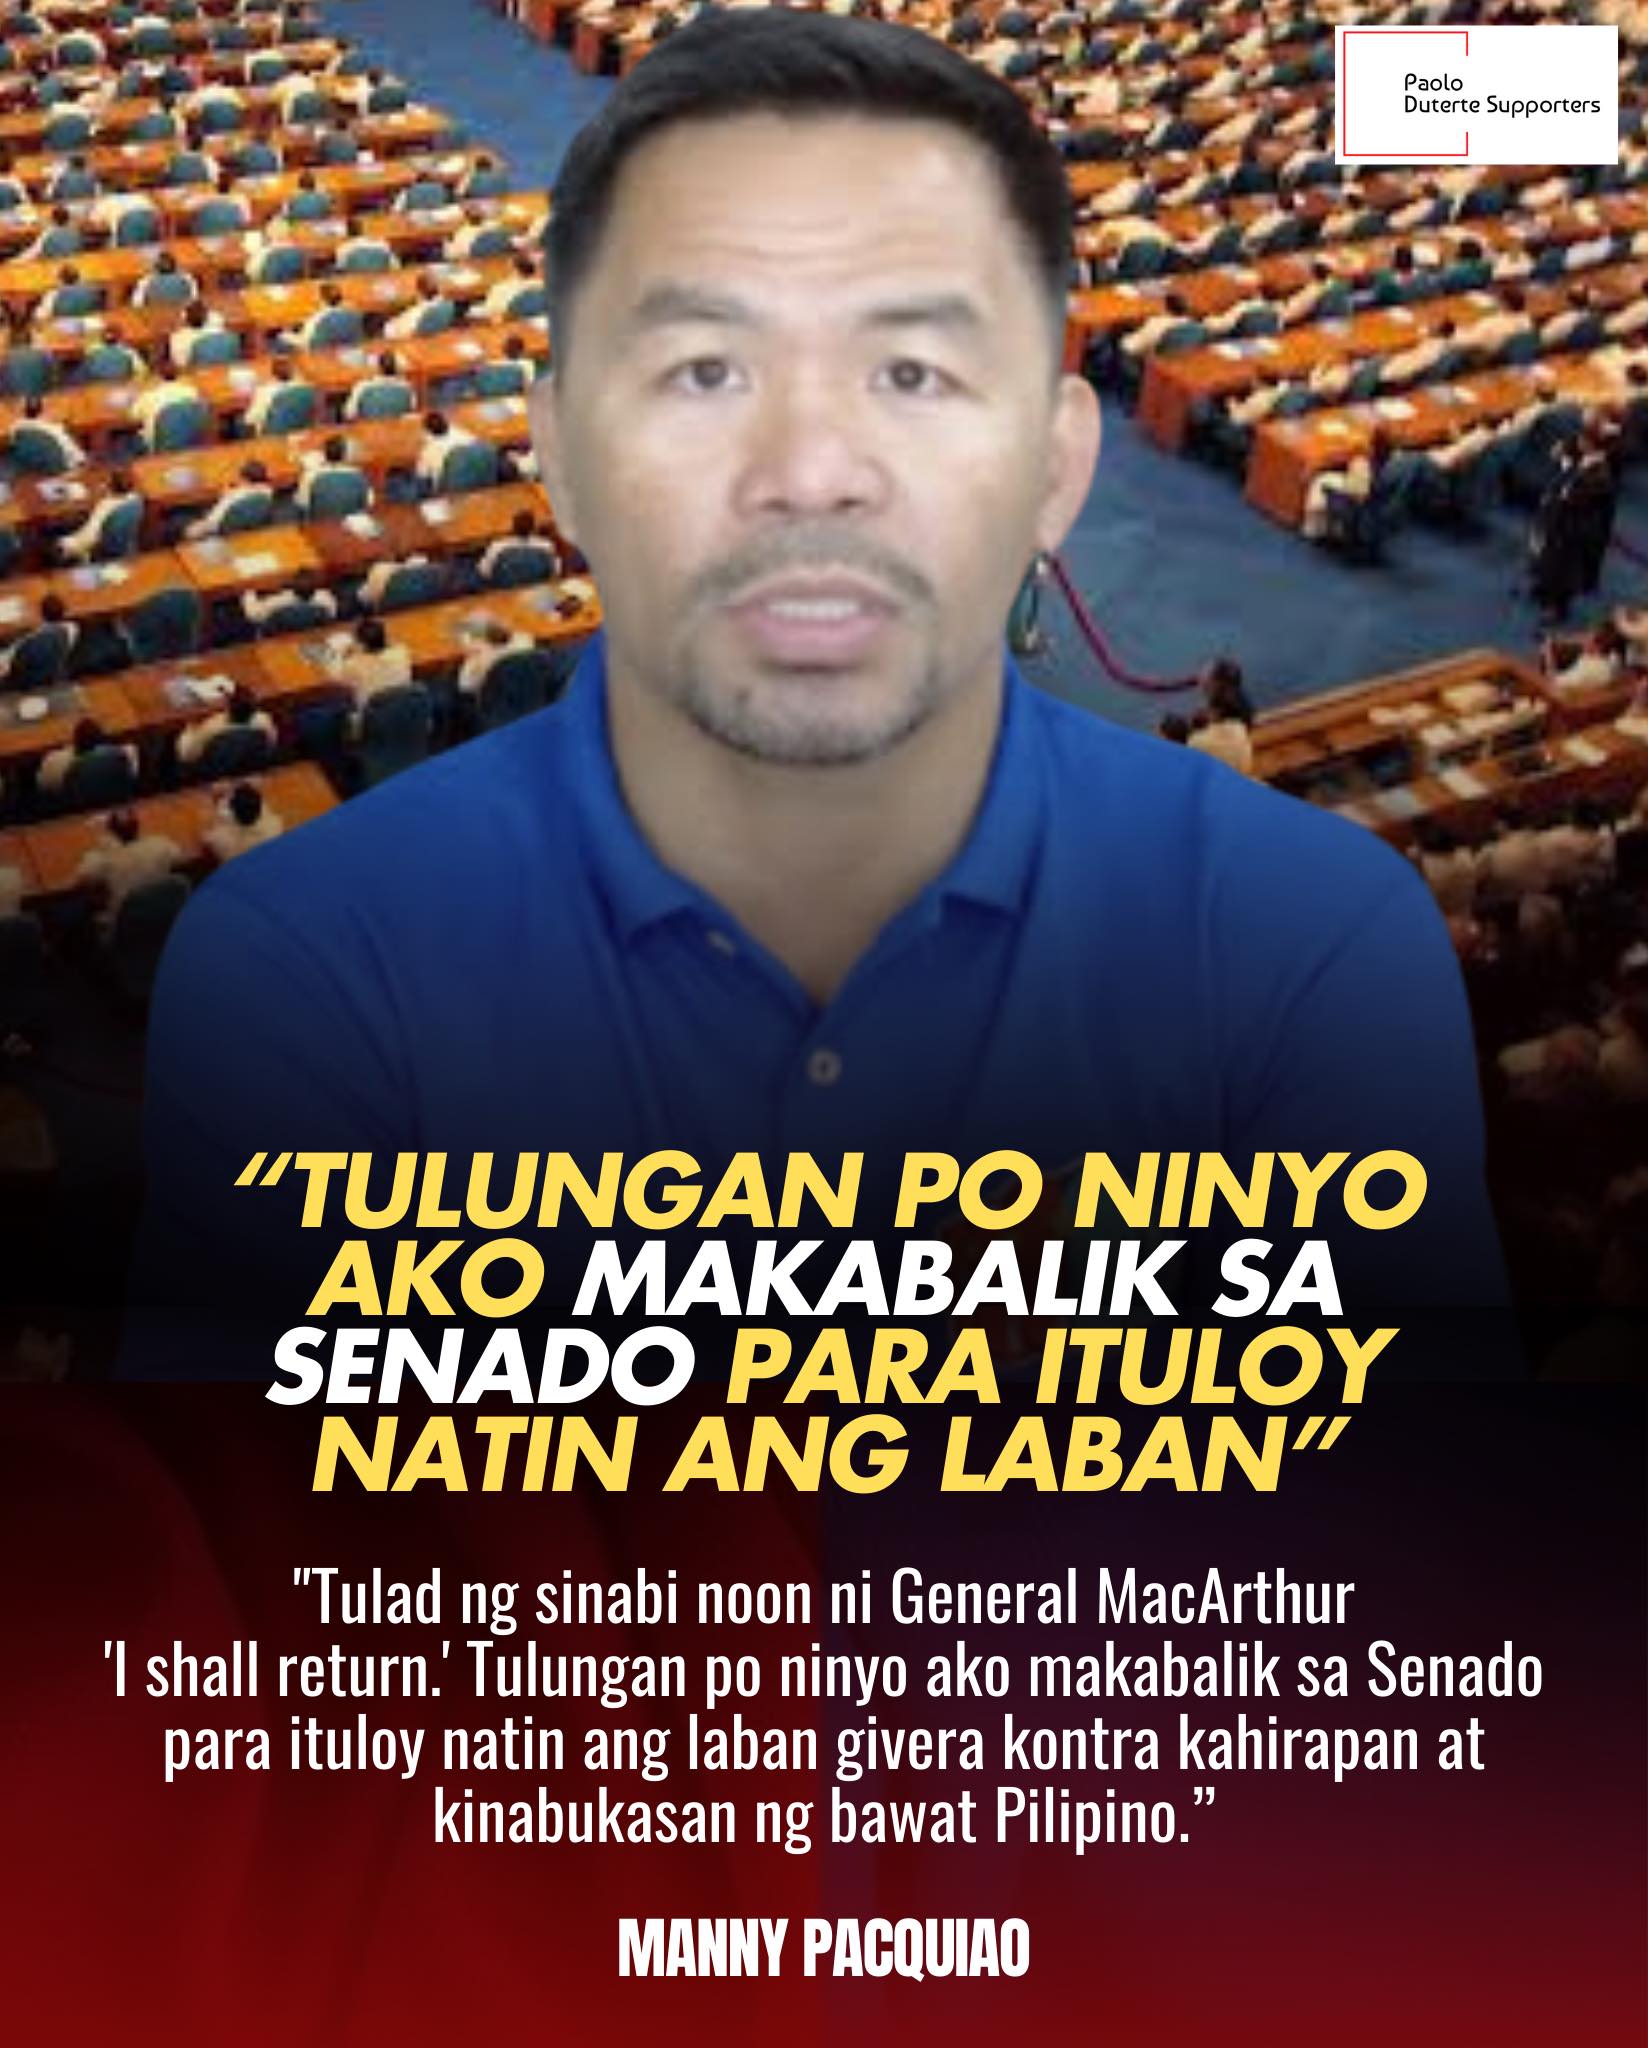 Paolo
Duterte Supporters
“TULUNGAN PO NINYO
AKO MAKABALIK SA
SENADO PARA ITULOY
NATIN ANG LABAN”
"Tulad ng sinabi noon ni General MacArthur
'I shall return.' Tulungan po ninyo ako makabalik sa Senado
para ituloy natin ang laban givera kontra kahirapan at
kinabukasan ng bawat Pilipino.”
MANNY PACQUIAO